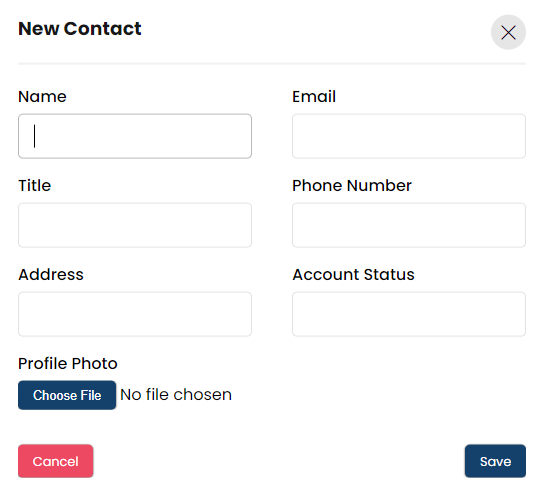 New Contact
Name
Email
Title
Phone Number
Address
Account Status
Profile Photo
Choose File No file chosen
Cancel
Save